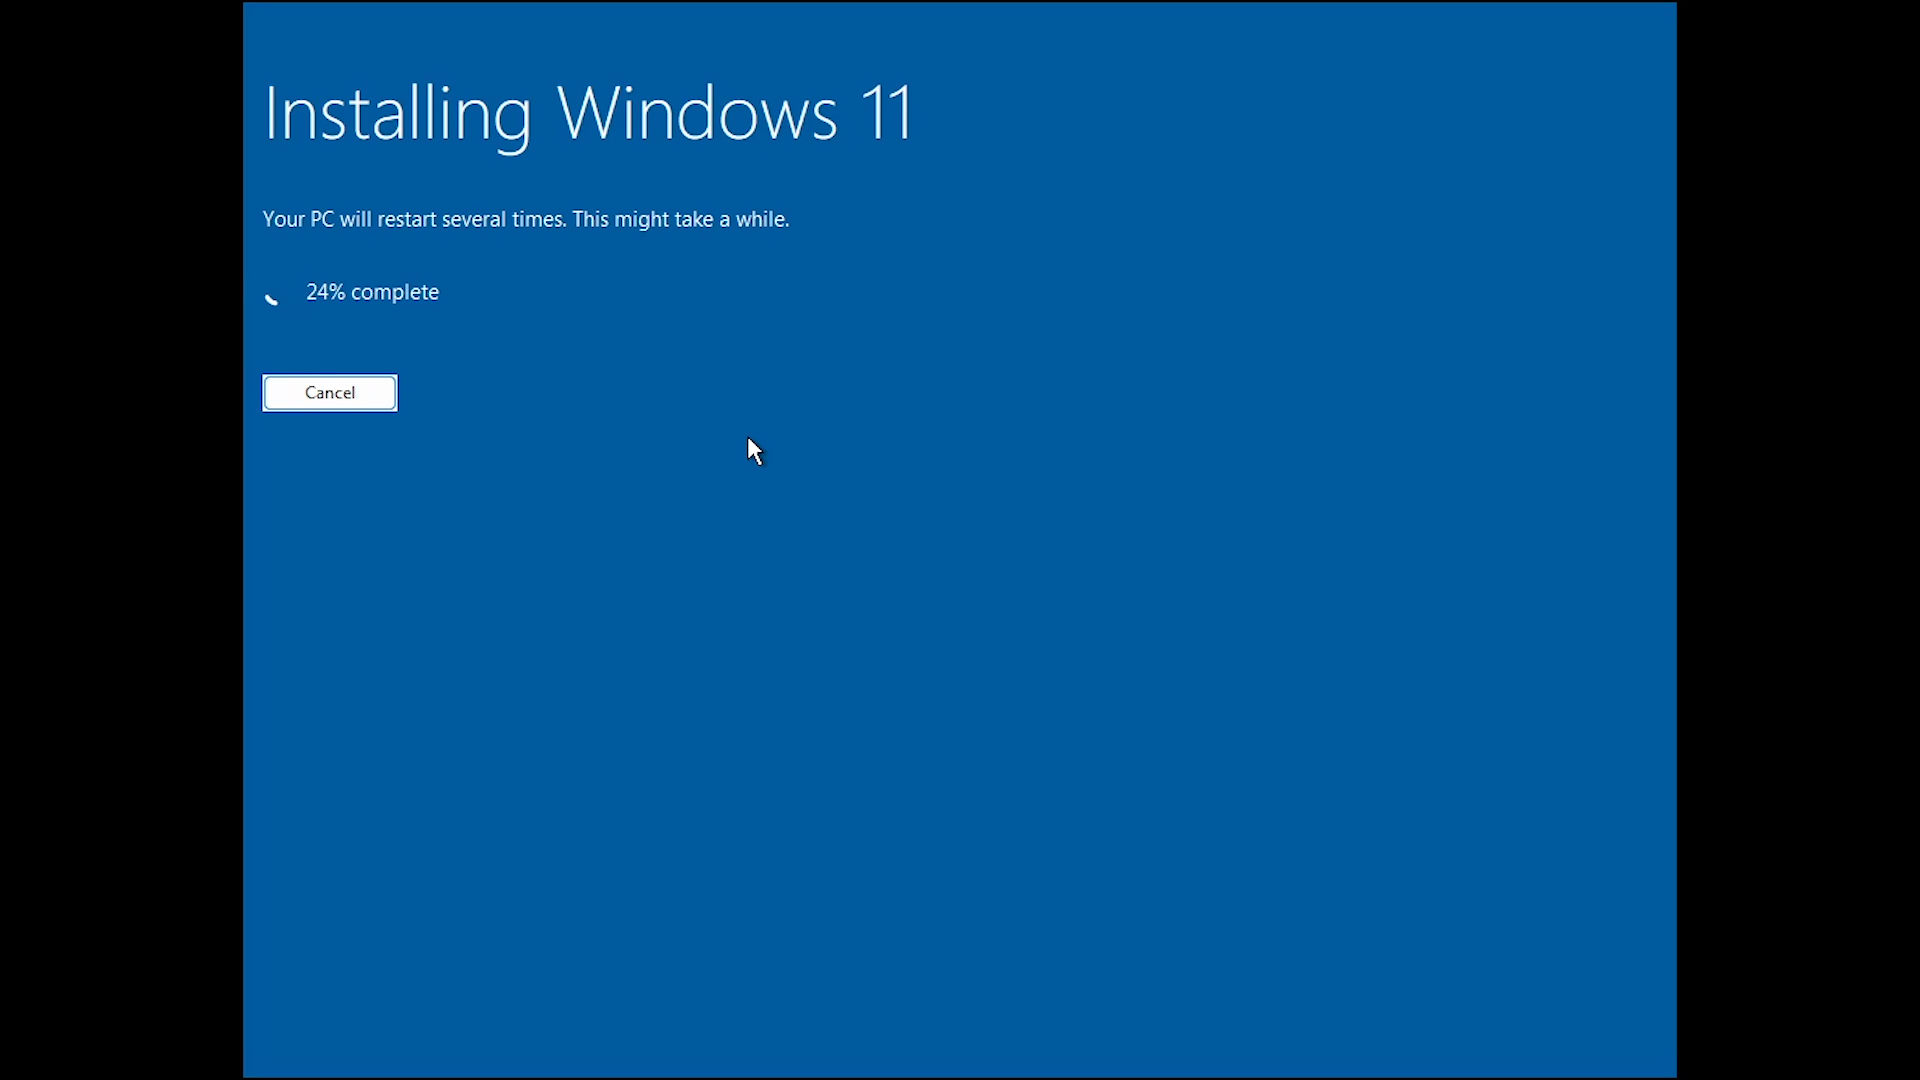 Installing Windows 11
Your PC will restart several times. This might take a while.
24% complete
Cancel